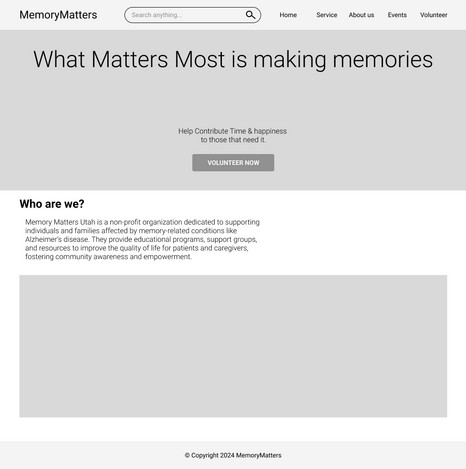 MemoryMatters
Search anything...
Home
Service
About us
Events
Volunteer
What Matters Most is making memories
Help Contribute Time & happiness
to those that need it.
VOLUNTEER NOW
Who are we?
Memory Matters Utah is a non-profit organization dedicated to supporting
individuals and families affected by memory-related conditions like
Alzheimer's disease. They provide educational programs, support groups,
and resources to improve the quality of life for patients and caregivers,
fostering community awareness and empowerment.
© Copyright 2024 MemoryMatters